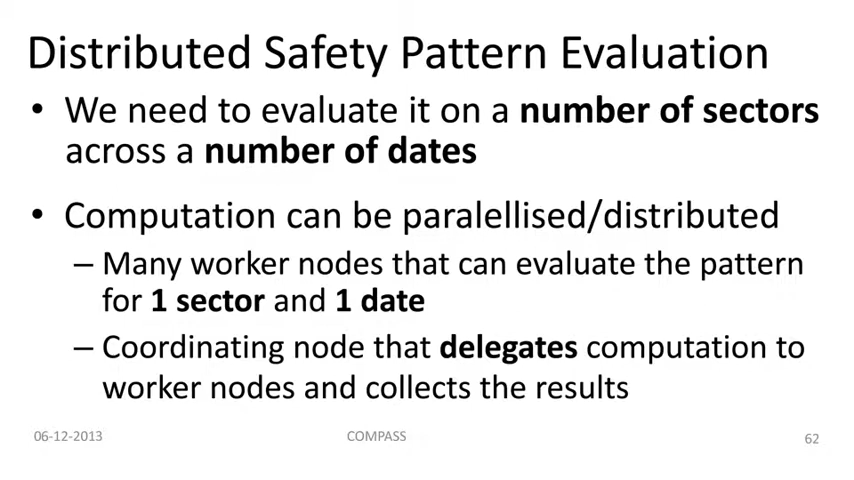 Distributed Safety Pattern Evaluation
• We need to evaluate it on a number of sectors
across a number of dates
• Computation can be paralellised/distributed
– Many worker nodes that can evaluate the pattern
for 1 sector and 1 date
– Coordinating node that delegates computation to
worker nodes and collects the results
06-12-2013 COMPASS 62